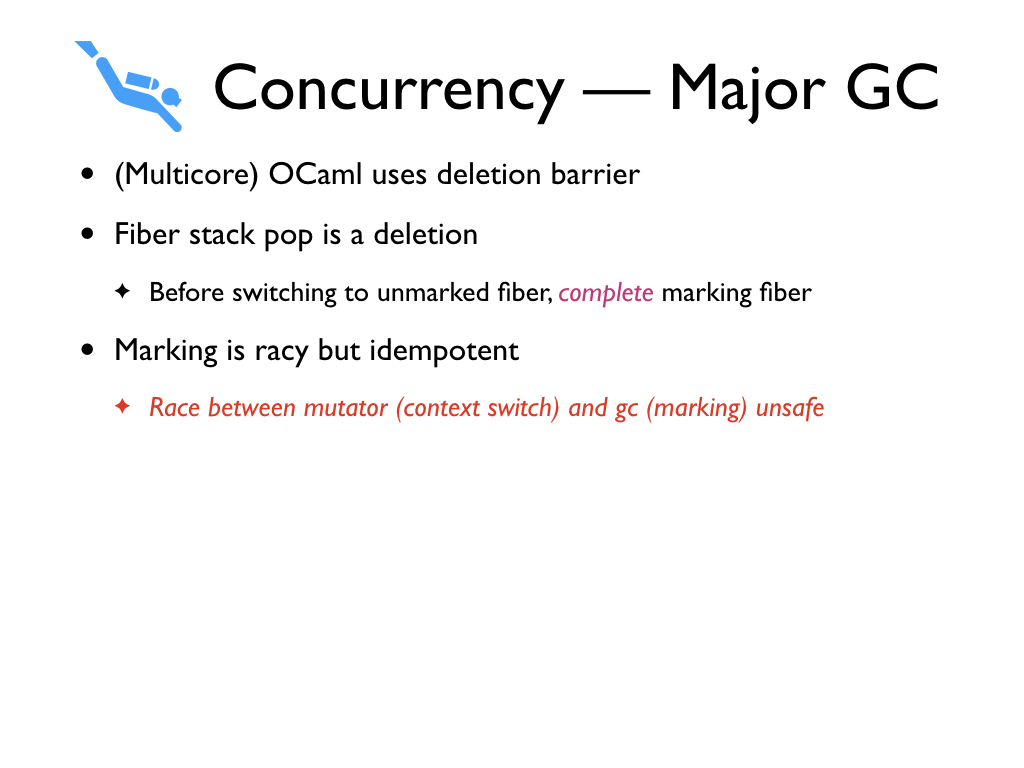 Concurrency — Major GC
• (Multicore) OCaml uses deletion barrier
• Fiber stack pop is a deletion
✦ Before switching to unmarked fiber, complete marking fiber
• Marking is racy but idempotent
✦ Race between mutator (context switch) and gc (marking) unsafe